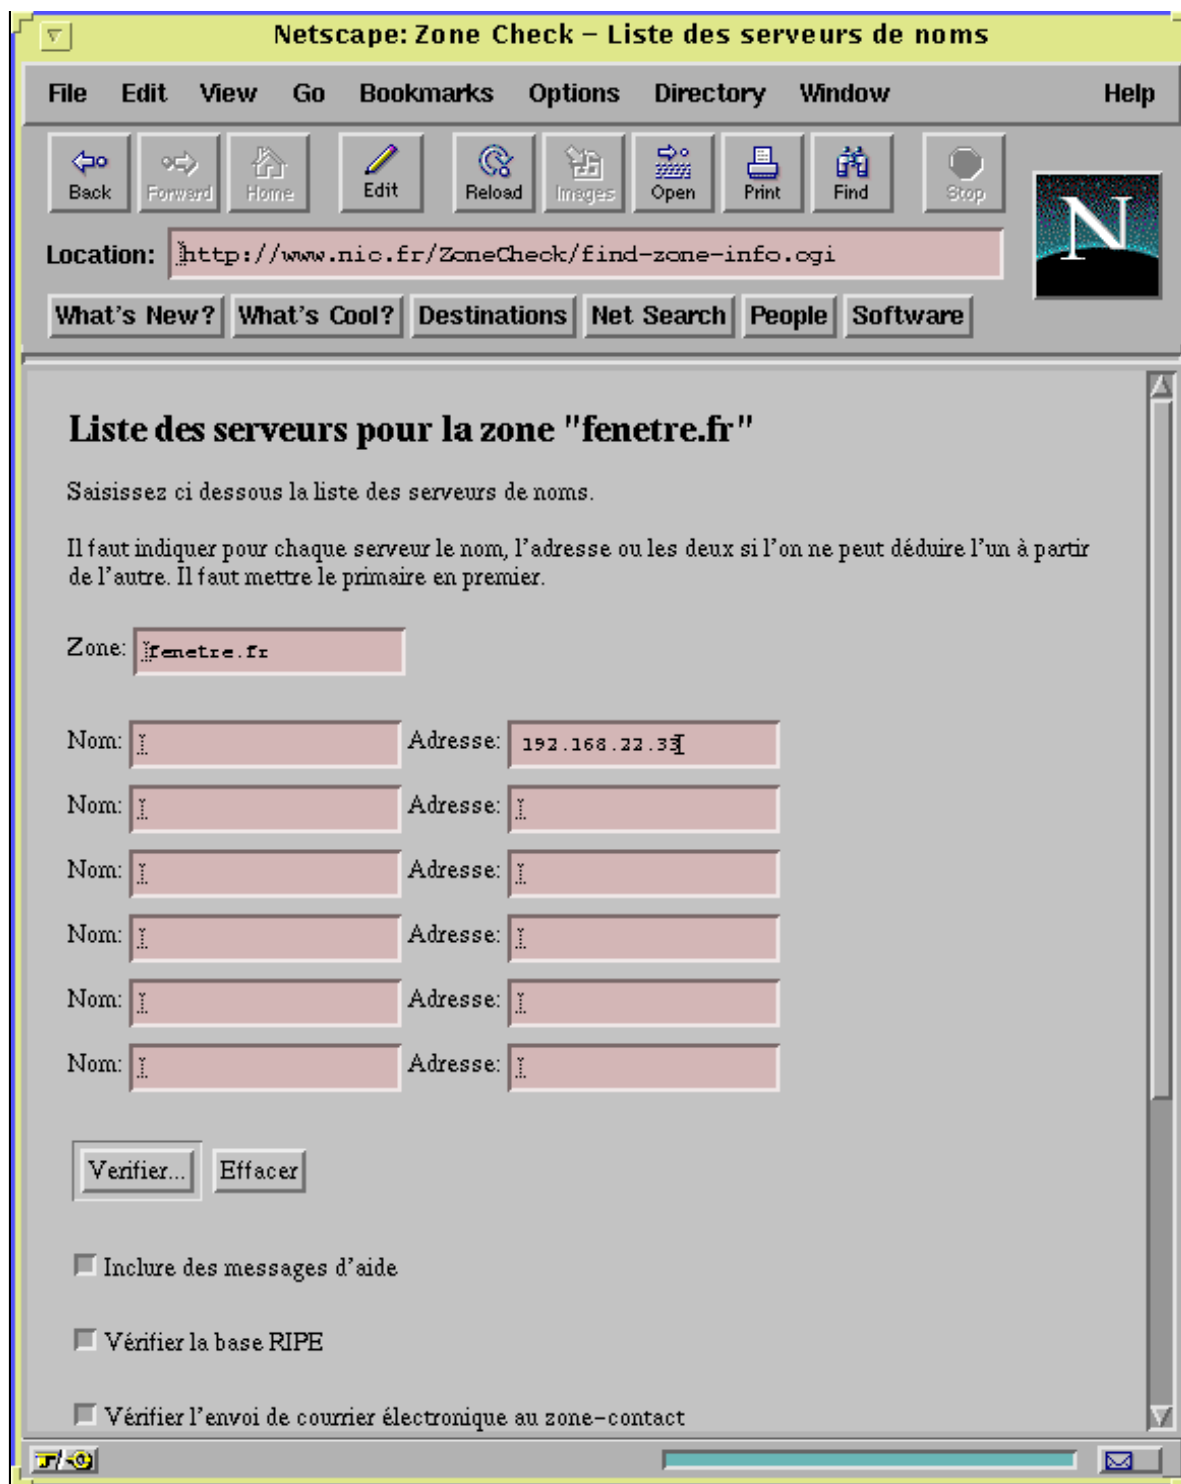 Netscape: Zone Check – Liste des serveurs de noms
File Edit View Go Bookmarks Options Directory Window Help
Back Forward Home Edit Reload Images Open Print Find Stop
N
Location: http://www.nic.fr/ZoneCheck/find-zone-info.cgi
What's New? What's Cool? Destinations Net Search People Software
Liste des serveurs pour la zone "fenetre.fr"
Saisissez ci dessous la liste des serveurs de noms.
Il faut indiquer pour chaque serveur le nom, l'adresse ou les deux si l'on ne peut déduire l'un à partir
de l'autre. Il faut mettre le primaire en premier.
Zone: fenetre.fr
Nom: Adresse: 192.168.22.33
Nom: Adresse:
Nom: Adresse:
Nom: Adresse:
Nom: Adresse:
Nom: Adresse:
Verifier... Effacer
Inclure des messages d'aide
Vérifier la base RIPE
Vérifier l'envoi de courrier électronique au zone-contact